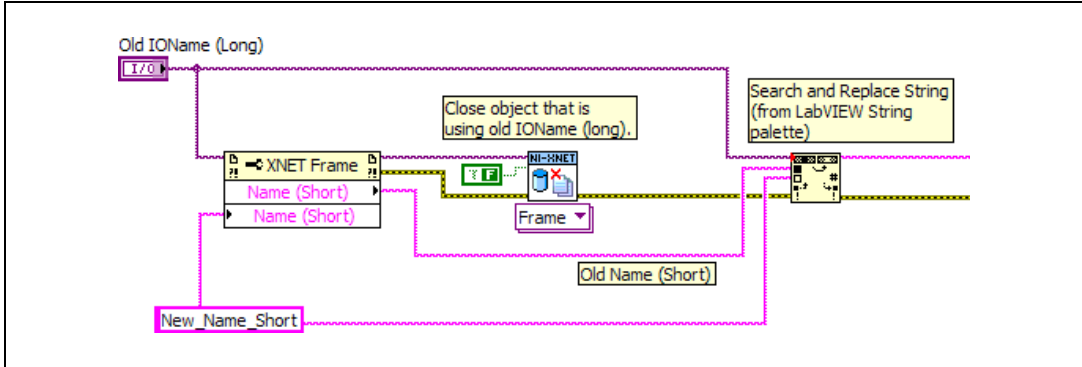 Old IOName (Long)
I/O
Search and Replace String
(from LabVIEW String
palette)
Close object that is
using old IOName (long).
XNET Frame
Name (Short)
Name (Short)
NI-XNET
? F
Frame
#
Old Name (Short)
New_Name_Short